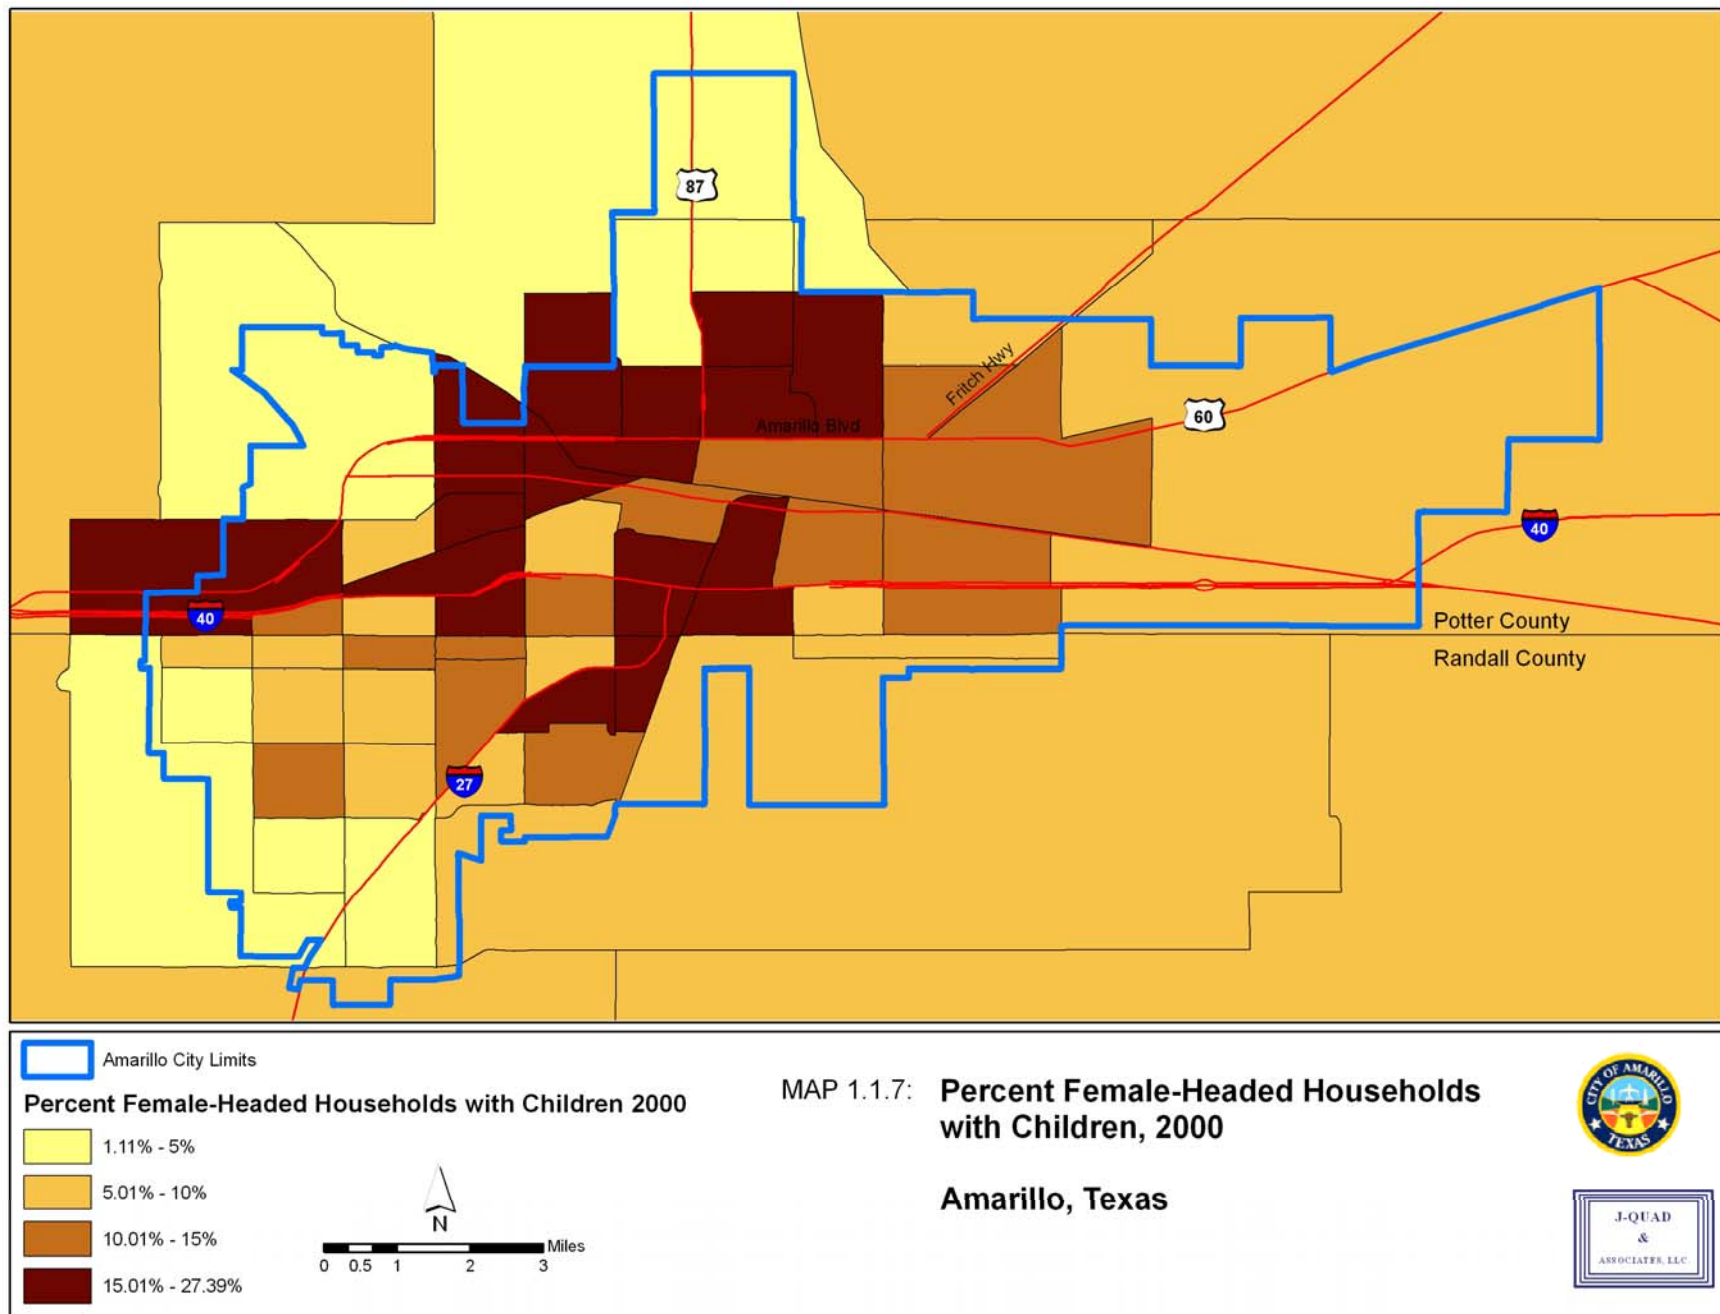 87
Fritch Hwy
60
Amarillo Blvd
40
40
Potter County
Randall County
27
Amarillo City Limits
Percent Female-Headed Households with Children 2000
1.11% - 5%
5.01% - 10%
10.01% - 15%
15.01% - 27.39%
N
Miles
0 0.5 1 2 3
MAP 1.1.7: Percent Female-Headed Households
with Children, 2000
Amarillo, Texas
CITY OF AMARILLO
TEXAS
J-QUAD
&
ASSOCIATES, LLC